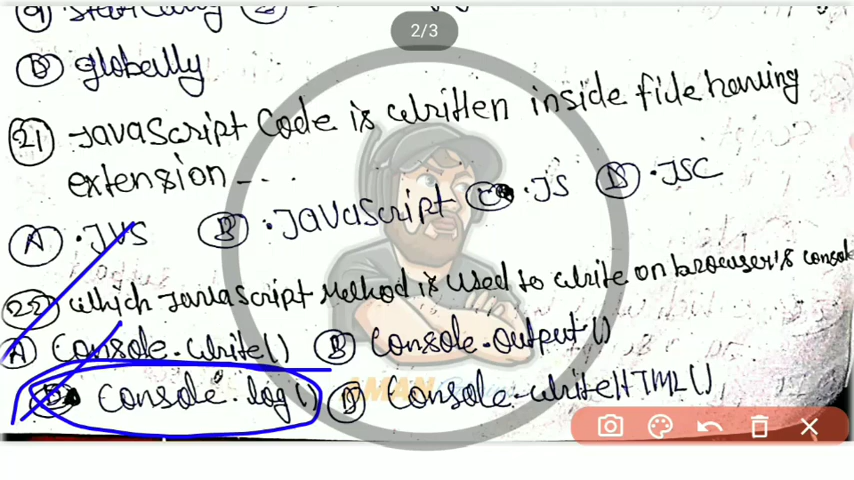 2/3
(D) globally
(21) JavaScript Code is written inside file having
extension - - -
(A) .JVS (B) .JavaScript (C) .JS (D) .JSC
(22) which JavaScript Method is used to write on browser's console
(A) Console.write() (B) Console.output()
Console.log() (D) Console.writeHTML()